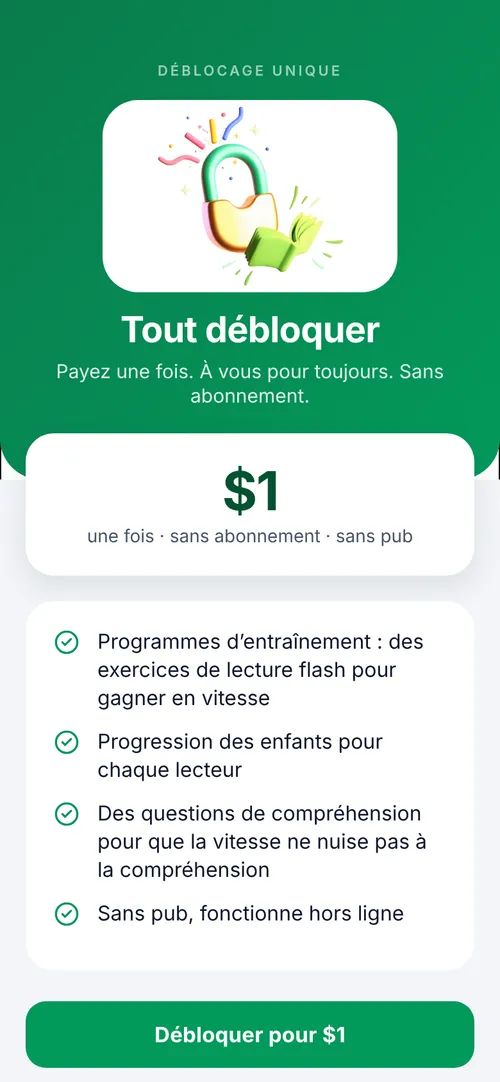 DÉBLOCAGE UNIQUE
Tout débloquer
Payez une fois. À vous pour toujours. Sans
abonnement.
$1
une fois · sans abonnement · sans pub
Programmes d’entraînement : des
exercices de lecture flash pour
gagner en vitesse
Progression des enfants pour
chaque lecteur
Des questions de compréhension
pour que la vitesse ne nuise pas à
la compréhension
Sans pub, fonctionne hors ligne
Débloquer pour $1